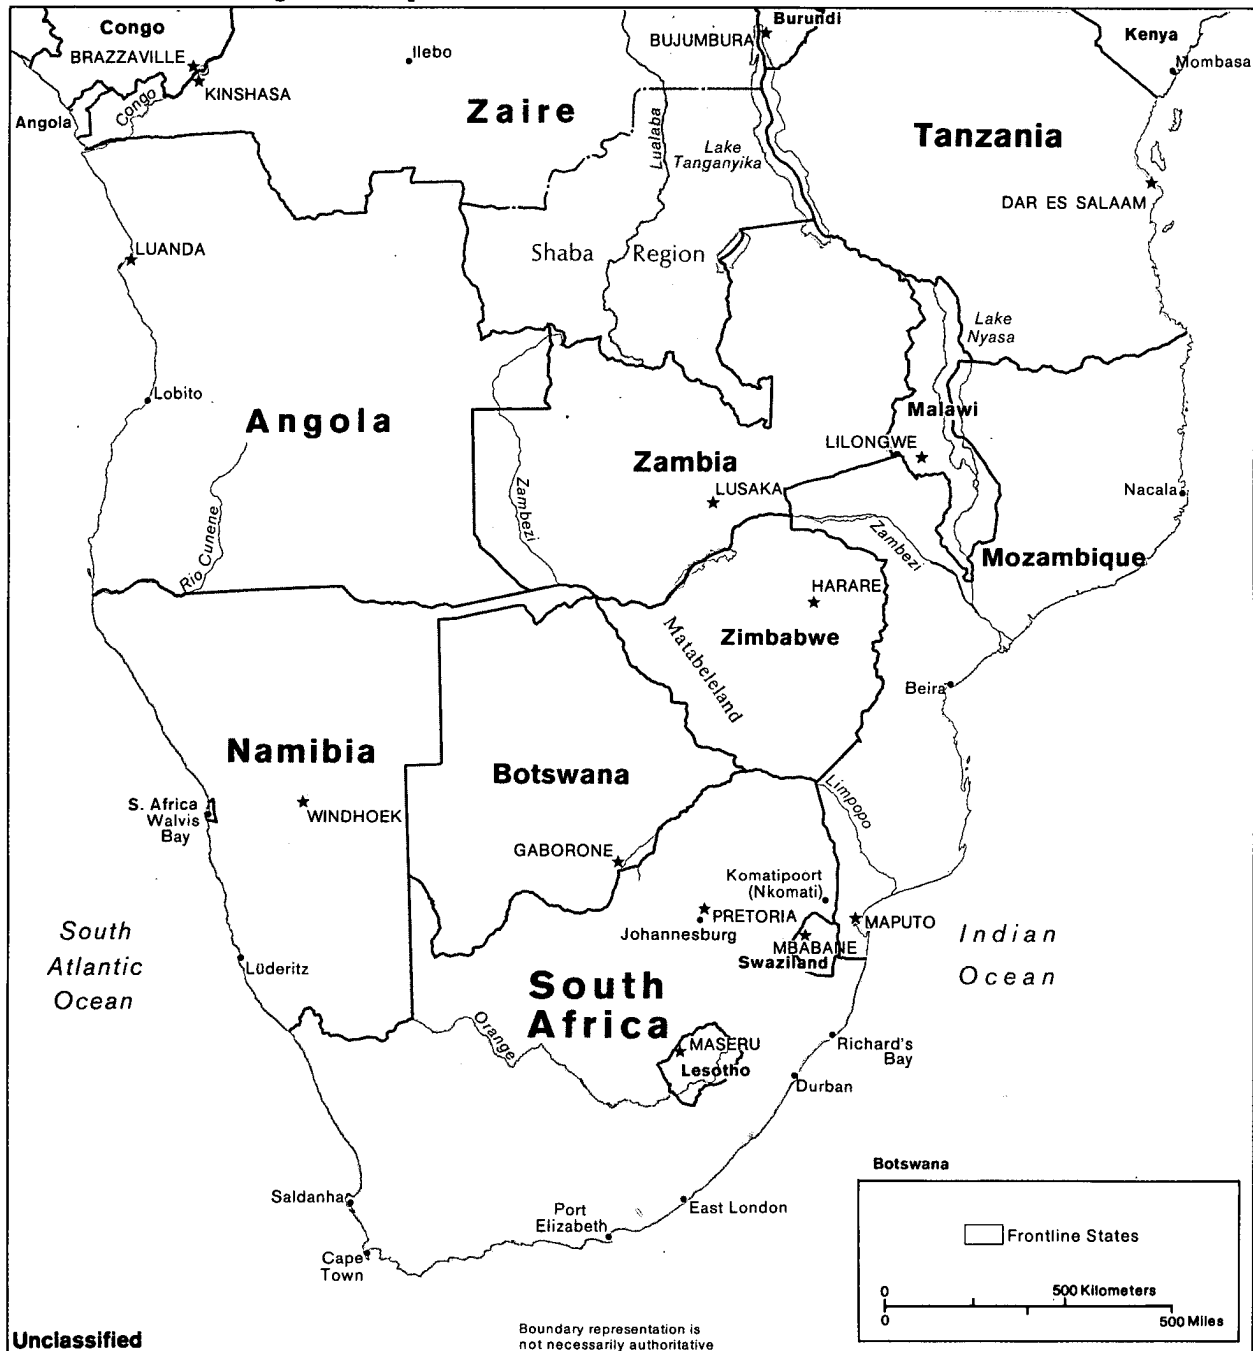 Congo
BRAZZAVILLE
KINSHASA
Congo
Angola
Ilebo
Zaire
BUJUMBURA
Burundi
Kenya
Mombasa
Lualaba
Lake
Tanganyika
Tanzania
DAR ES SALAAM
LUANDA
Shaba Region
Lake
Nyasa
Lobito
Angola
Malawi
LILONGWE
Zambia
LUSAKA
Nacala
Zambezi
Zambezi
Rio Cunene
Mozambique
HARARE
Zimbabwe
Matabeleland
Beira
Namibia
Botswana
S. Africa
Walvis
Bay
WINDHOEK
Limpopo
GABORONE
Komatipoort
(Nkomati)
PRETORIA
Johannesburg
MAPUTO
MBABANE
Swaziland
South
Atlantic
Ocean
Indian
Ocean
Lüderitz
South
Africa
Orange
MASERU
Lesotho
Richard's
Bay
Durban
Saldanha
Cape
Town
Port
Elizabeth
East London
Botswana
Frontline States
0 500 Kilometers
0 500 Miles
Unclassified
Boundary representation is
not necessarily authoritative